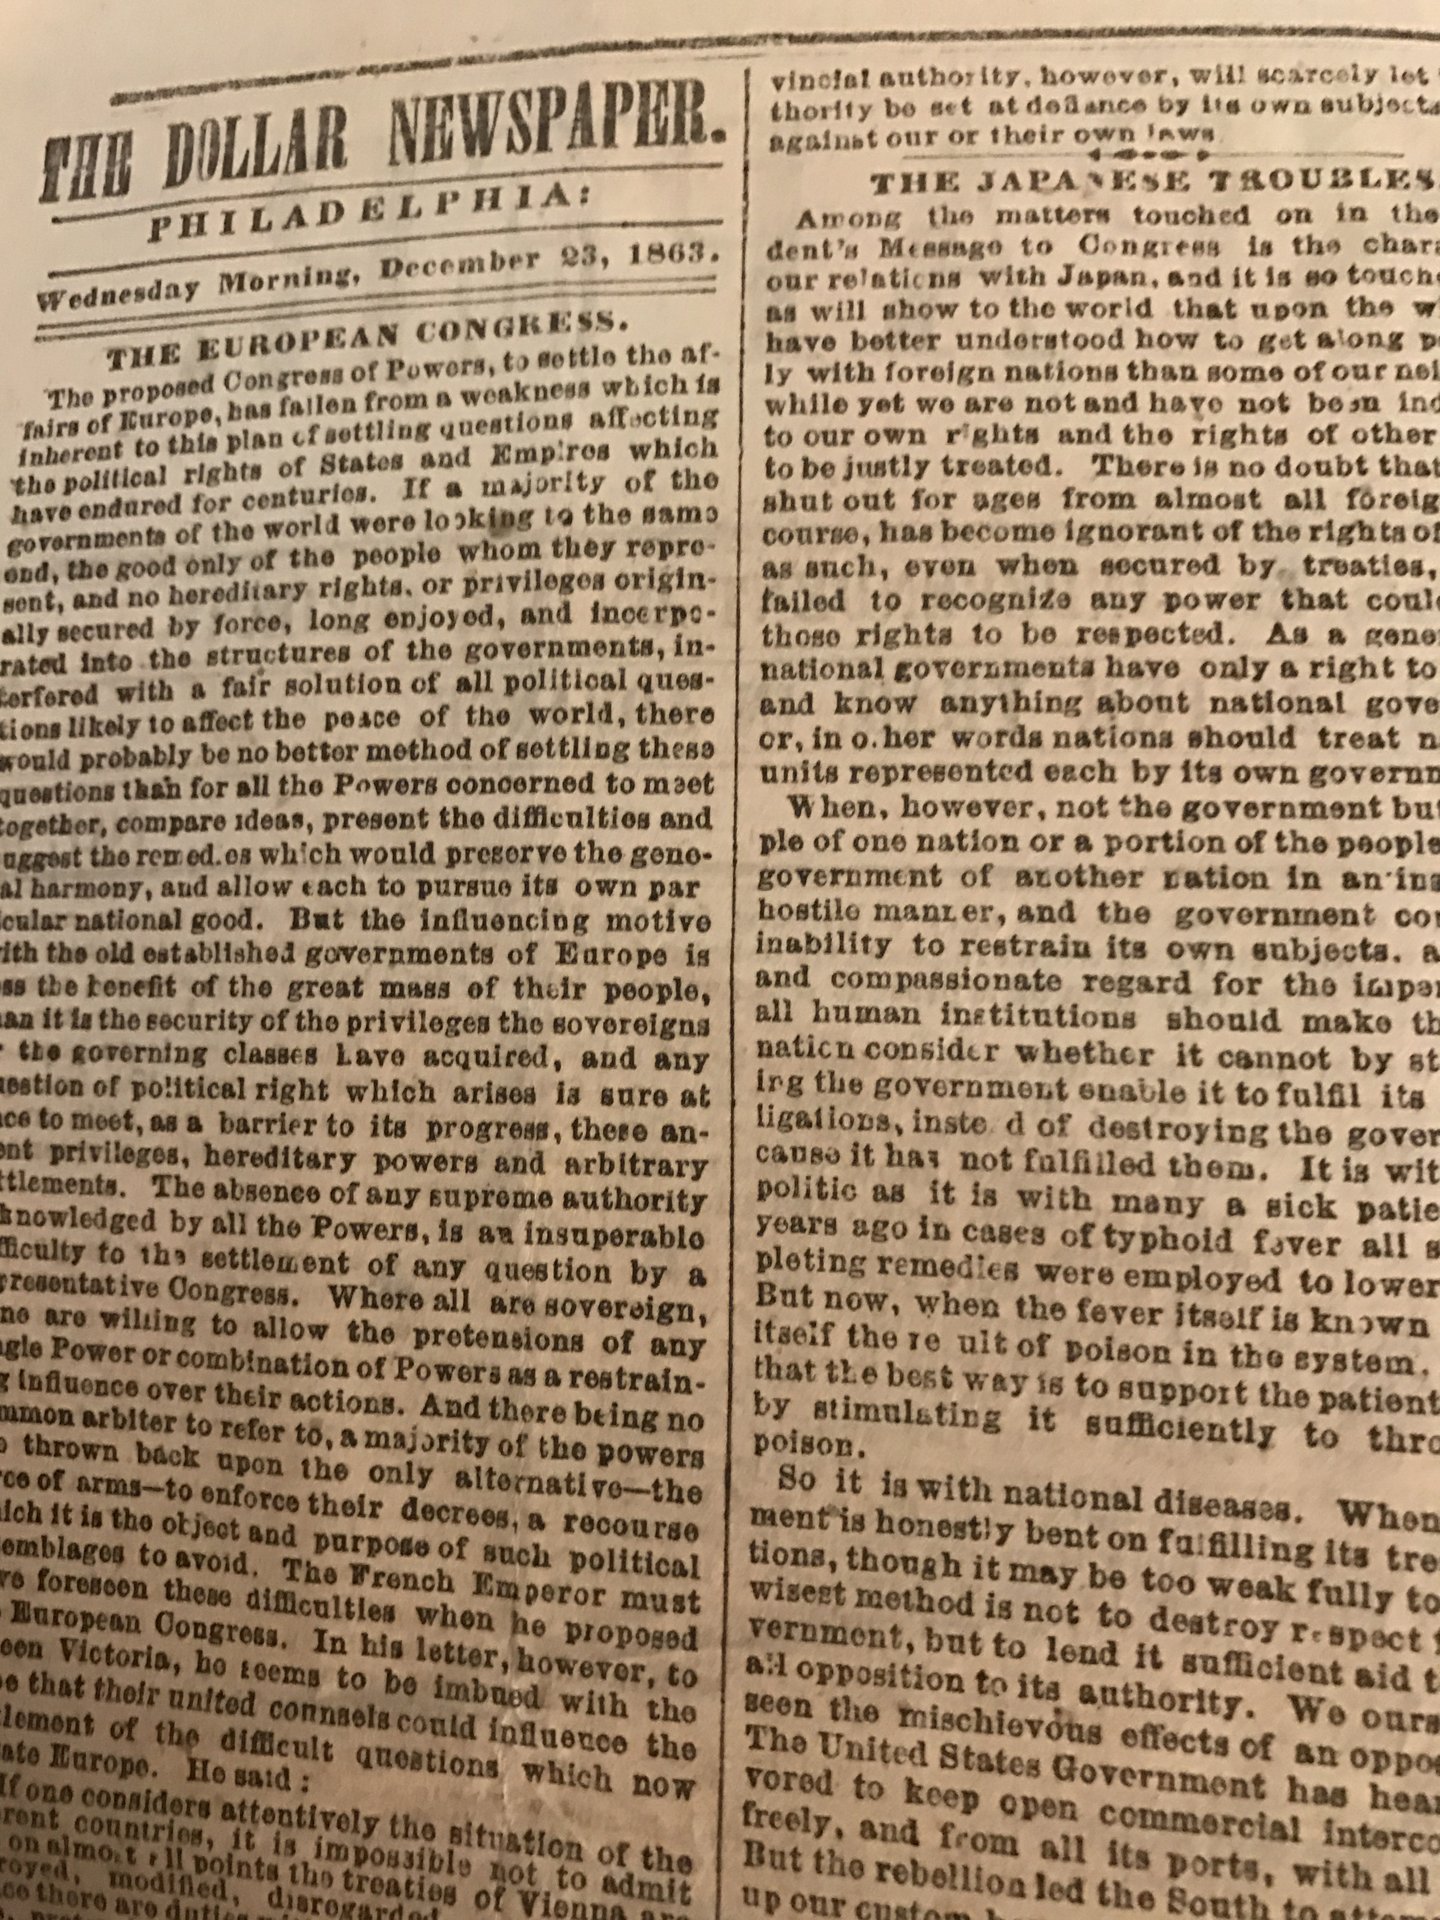 THE DOLLAR NEWSPAPER.
PHILADELPHIA:
Wednesday Morning, December 23, 1863.
THE EUROPEAN CONGRESS.
The proposed Congress of Powers, to settle the af-
fairs of Europe, has fallen from a weakness which is
inherent to this plan of settling questions affecting
the political rights of States and Empires which
have endured for centuries. If a majority of the
governments of the world were looking to the same
end, the good only of the people whom they repre-
sent, and no hereditary rights, or privileges origin-
ally secured by force, long enjoyed, and incorpo-
rated into the structures of the governments, in-
terfered with a fair solution of all political ques-
tions likely to affect the peace of the world, there
would probably be no better method of settling these
questions than for all the Powers concerned to meet
together, compare ideas, present the difficulties and
uggest the remedies which would preserve the gene-
al harmony, and allow each to pursue its own par
icular national good. But the influencing motive
ith the old established governments of Europe is
ss the benefit of the great mass of their people,
an it is the security of the privileges the sovereigns
the governing classes have acquired, and any
uestion of political right which arises is sure at
ce to meet, as a barrier to its progress, these an-
ent privileges, hereditary powers and arbitrary
ttlements. The absence of any supreme authority
knowledged by all the Powers, is an insuperable
fficulty to the settlement of any question by a
presentative Congress. Where all are sovereign,
ne are willing to allow the pretensions of any
ngle Power or combination of Powers as a restrain-
g influence over their actions. And there being no
mmon arbiter to refer to, a majority of the powers
thrown back upon the only alternative—the
rce of arms—to enforce their decrees, a recourse
ich it is the object and purpose of such political
emblages to avoid. The French Emperor must
ve foreseen these difficulties when he proposed
European Congress. In his letter, however, to
een Victoria, he seems to be imbued with the
e that their united connsels could influence the
lement of the difficult questions which now
ate Europe. He said:
If one considers attentively the situation of the
rent countries, it is impossible not to admit
on almost all points the treaties of Vienna are
royed, modified, disregarded
ce there are duties
vincial authority, however, will scarcely let
thority be set at defiance by its own subjects
against our or their own laws
THE JAPANESE TROUBLES
Among the matters touched on in the
dent's Message to Congress is the chara
our relations with Japan, and it is so touche
as will show to the world that upon the w
have better understood how to get along p
ly with foreign nations than some of our nei
while yet we are not and have not been ind
to our own rights and the rights of other
to be justly treated. There is no doubt that
shut out for ages from almost all foreig
course, has become ignorant of the rights of
as such, even when secured by treaties,
failed to recognize any power that coul
those rights to be respected. As a gene
national governments have only a right to
and know anything about national gove
or, in o.her words nations should treat n
units represented each by its own governm
When, however, not the government but
ple of one nation or a portion of the people
government of another nation in an ins
hostile manner, and the government con
inability to restrain its own subjects, a
and compassionate regard for the imper
all human institutions should make th
nation consider whether it cannot by st
ing the government enable it to fulfil its
ligations, inste d of destroying the gover
cause it has not fulfilled them. It is wit
politic as it is with many a sick patie
years ago in cases of typhoid fever all s
pleting remedies were employed to lower
But now, when the fever itself is known
itself the re ult of poison in the system,
that the best way is to support the patient
by stimulating it sufficiently to thro
poison.
So it is with national diseases. When
ment is honestly bent on fulfilling its tre
tions, though it may be too weak fully to
wisest method is not to destroy respect f
vernment, but to lend it sufficient aid t
all opposition to its authority. We ours
seen the mischievous effects of an oppos
The United States Government has hear
vored to keep open commercial interco
freely, and from all its ports, with all
But the rebellion led the South to attem
up our custom h